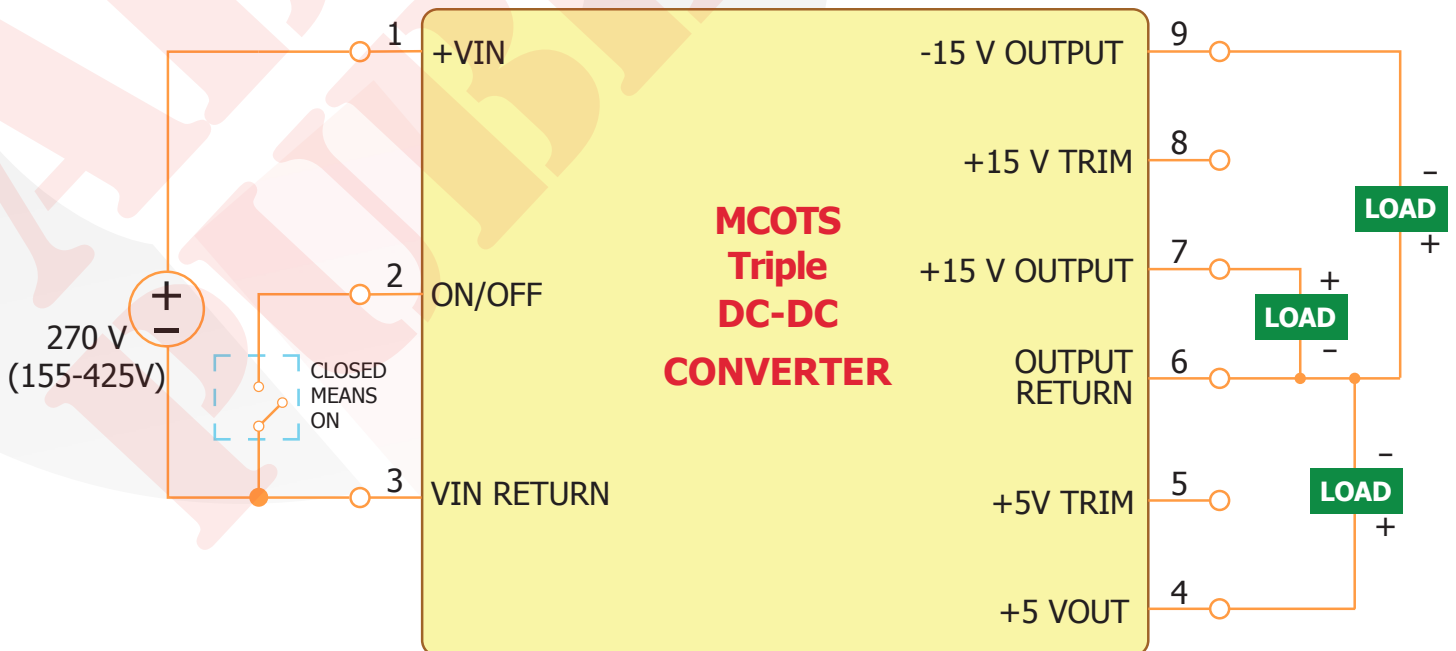 1
+VIN
2
ON/OFF
3
VIN RETURN
270 V
(155-425V)
CLOSED
MEANS
ON
MCOTS
Triple
DC-DC
CONVERTER
9
-15 V OUTPUT
8
+15 V TRIM
7
+15 V OUTPUT
6
OUTPUT
RETURN
5
+5V TRIM
4
+5 VOUT
+
−
–
LOAD
+
+
LOAD
–
–
LOAD
+